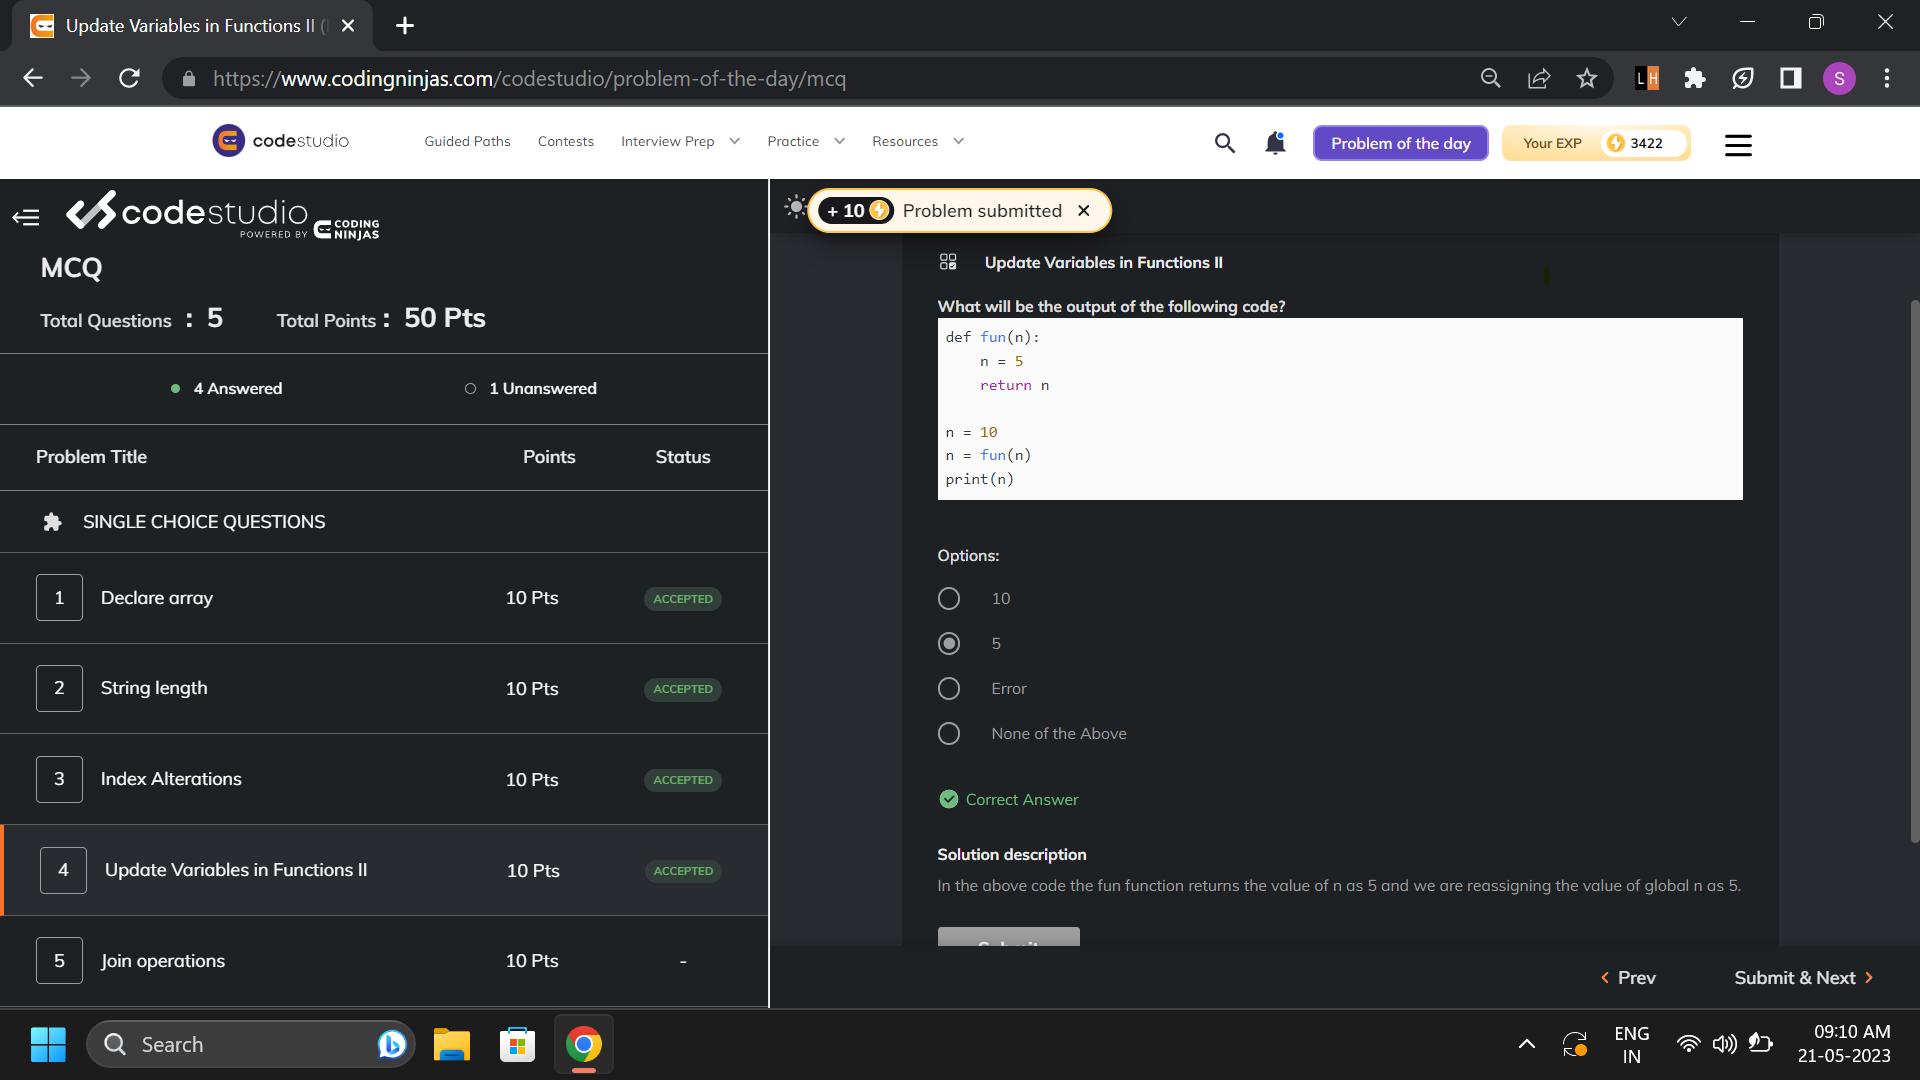 Update Variables in Functions II (
https://www.codingninjas.com/codestudio/problem-of-the-day/mcq
LH
S
codestudio
Guided Paths
Contests
Interview Prep
Practice
Resources
Problem of the day
Your EXP
3422
codestudio
POWERED BY CODING NINJAS
+ 10 Problem submitted
MCQ
Total Questions : 5
Total Points : 50 Pts
4 Answered
1 Unanswered
Problem Title
Points
Status
SINGLE CHOICE QUESTIONS
1 Declare array 10 Pts ACCEPTED
2 String length 10 Pts ACCEPTED
3 Index Alterations 10 Pts ACCEPTED
4 Update Variables in Functions II 10 Pts ACCEPTED
5 Join operations 10 Pts -
Update Variables in Functions II
What will be the output of the following code?
def fun(n):
    n = 5
    return n
n = 10
n = fun(n)
print(n)
Options:
10
5
Error
None of the Above
Correct Answer
Solution description
In the above code the fun function returns the value of n as 5 and we are reassigning the value of global n as 5.
Submit
Prev
Submit & Next
Search
ENG
IN
09:10 AM
21-05-2023